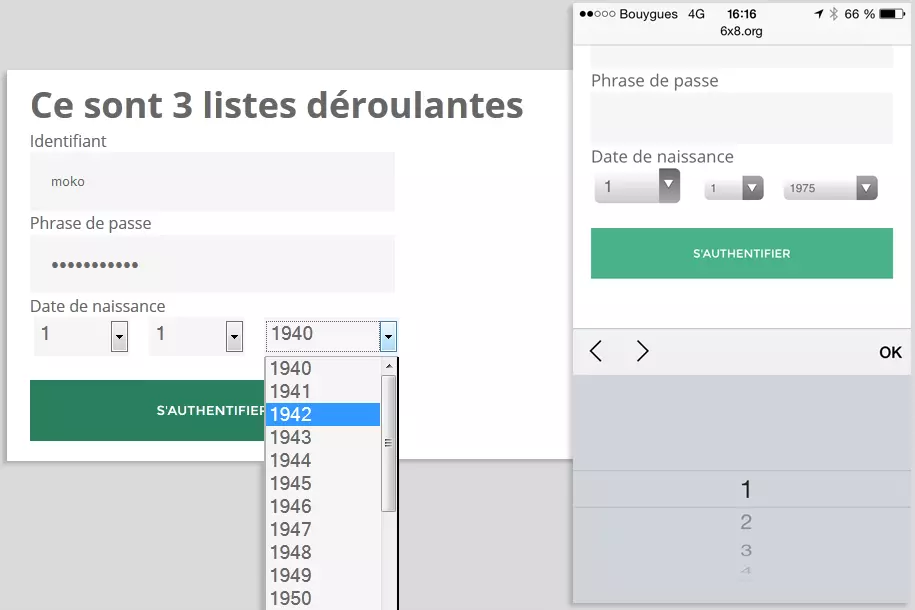 Ce sont 3 listes déroulantes
Identifiant
moko
Phrase de passe
•••••••••••
Date de naissance
1 1 1940
S'AUTHENTIFIER
1940
1941
1942
1943
1944
1945
1946
1947
1948
1949
1950
●●○○○ Bouygues 4G 16:16 66 %
6x8.org
Phrase de passe
Date de naissance
1 1 1975
S'AUTHENTIFIER
OK
1
2
3
4